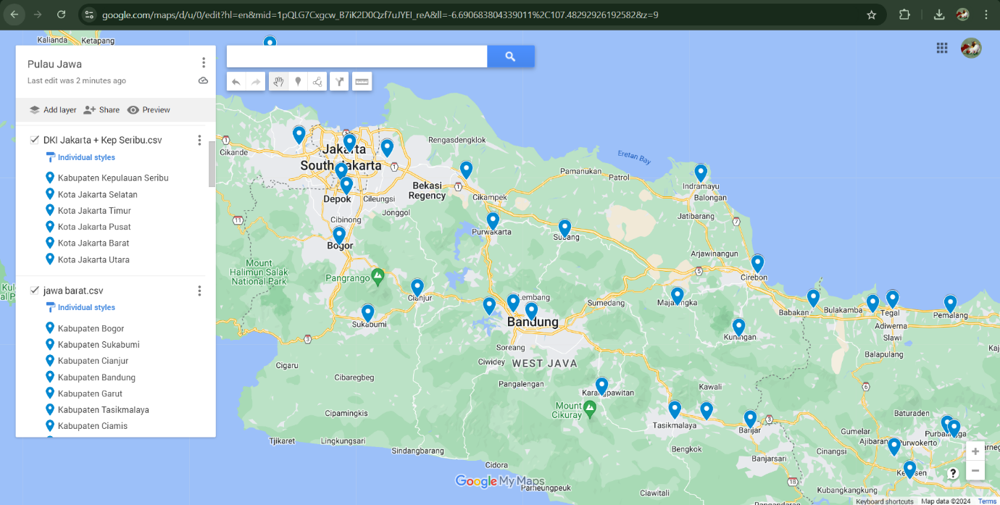 google.com/maps/d/u/0/edit?hl=en&mid=1pQLG7Cxgcw_B7iK2D0Qzf7uJYEI_reA&ll=-6.690683804339011%2C107.48292926192582&z=9
Kalianda
Ketapang
Pulau Jawa
Last edit was 2 minutes ago
Add layer
Share
Preview
DKI Jakarta + Kep Seribu.csv
Individual styles
Kabupaten Kepulauan Seribu
Kota Jakarta Selatan
Kota Jakarta Timur
Kota Jakarta Pusat
Kota Jakarta Barat
Kota Jakarta Utara
jawa barat.csv
Individual styles
Kabupaten Bogor
Kabupaten Sukabumi
Kabupaten Cianjur
Kabupaten Bandung
Kabupaten Garut
Kabupaten Tasikmalaya
Kabupaten Ciamis
Cikande
Jakarta
South Jakarta
Rengasdengklok
Eretan Bay
Pamanukan
Patrol
Indramayu
Balongan
Bekasi
Regency
Depok
Cileungsi
Cikampek
Jonggol
Cibinong
Jatibarang
Purwakarta
Subang
Bogor
Arjawinangun
Mount
Halimun Salak
National Park
Pangrango
Cirebon
Cianjur
Lembang
Sumedang
Majalengka
Babakan
Bulakamba
Tegal
Pemalang
Sukabumi
Bandung
Adiwerna
Slawi
Kuningan
Soreang
Balapulang
Cigaru
Ciwidey
WEST JAVA
Cibaregbeg
Pangalengan
Karangpawitan
Kawali
Mount
Cikuray
Cipamingkis
Tasikmalaya
Banjar
Baturaden
Gumelar
Purbalingga
Ajibarang
Purwokerto
Tjikaret
Lingkungsari
Sindangbarang
Bengkok
Cinangsi
Banjarsari
Cidora
Parheungpeuk
Ciawitali
Kubangkangkung
Pangandaran
Google My Maps
Keyboard shortcuts
Map data ©2024
Terms